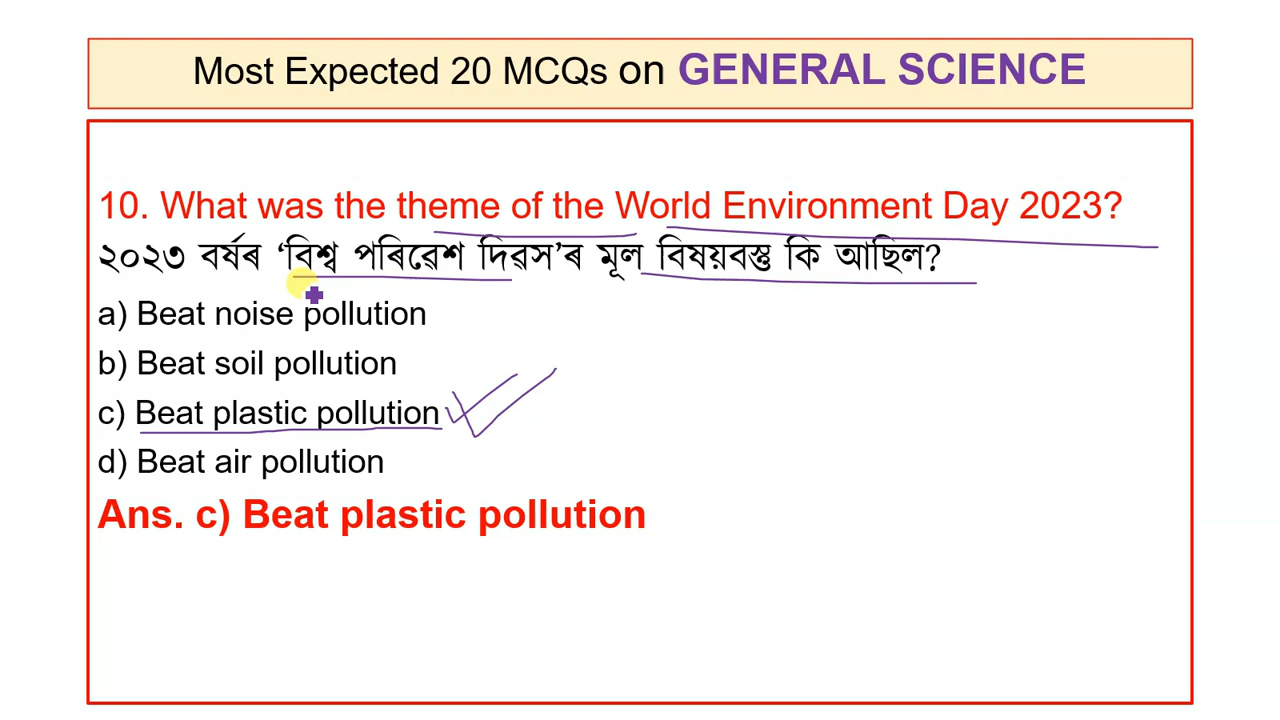 Most Expected 20 MCQs on GENERAL SCIENCE
10. What was the theme of the World Environment Day 2023?
২০২৩ বৰ্ষৰ ‘বিশ্ব পৰিৱেশ দিৱস’ৰ মূল বিষয়বস্তু কি আছিল?
a) Beat noise pollution
b) Beat soil pollution
c) Beat plastic pollution
d) Beat air pollution
Ans. c) Beat plastic pollution